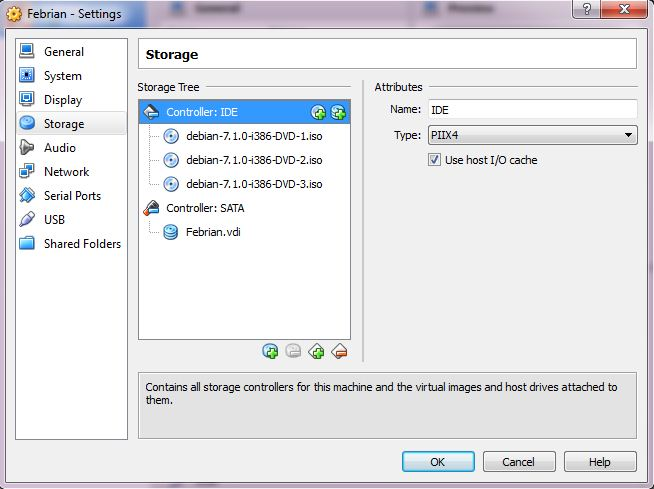 Febrian - Settings
General
System
Display
Storage
Audio
Network
Serial Ports
USB
Shared Folders
Storage
Storage Tree
Controller: IDE
debian-7.1.0-i386-DVD-1.iso
debian-7.1.0-i386-DVD-2.iso
debian-7.1.0-i386-DVD-3.iso
Controller: SATA
Febrian.vdi
Attributes
Name: IDE
Type: PIIX4
Use host I/O cache
Contains all storage controllers for this machine and the virtual images and host drives attached to
them.
OK Cancel Help